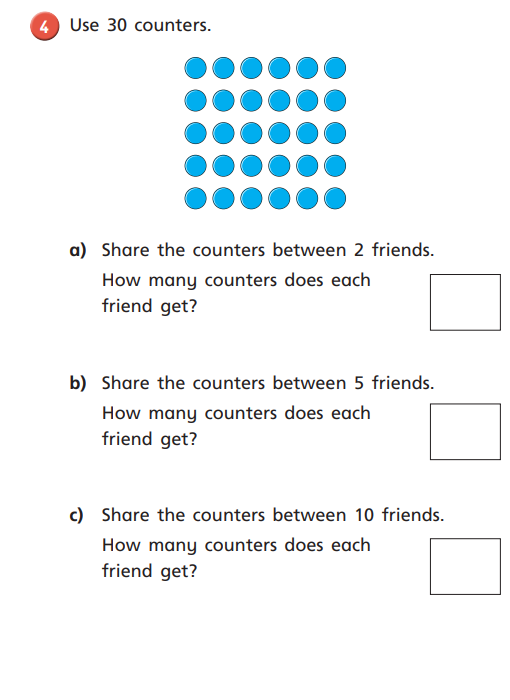 4 Use 30 counters.
a) Share the counters between 2 friends.
How many counters does each
friend get?
b) Share the counters between 5 friends.
How many counters does each
friend get?
c) Share the counters between 10 friends.
How many counters does each
friend get?